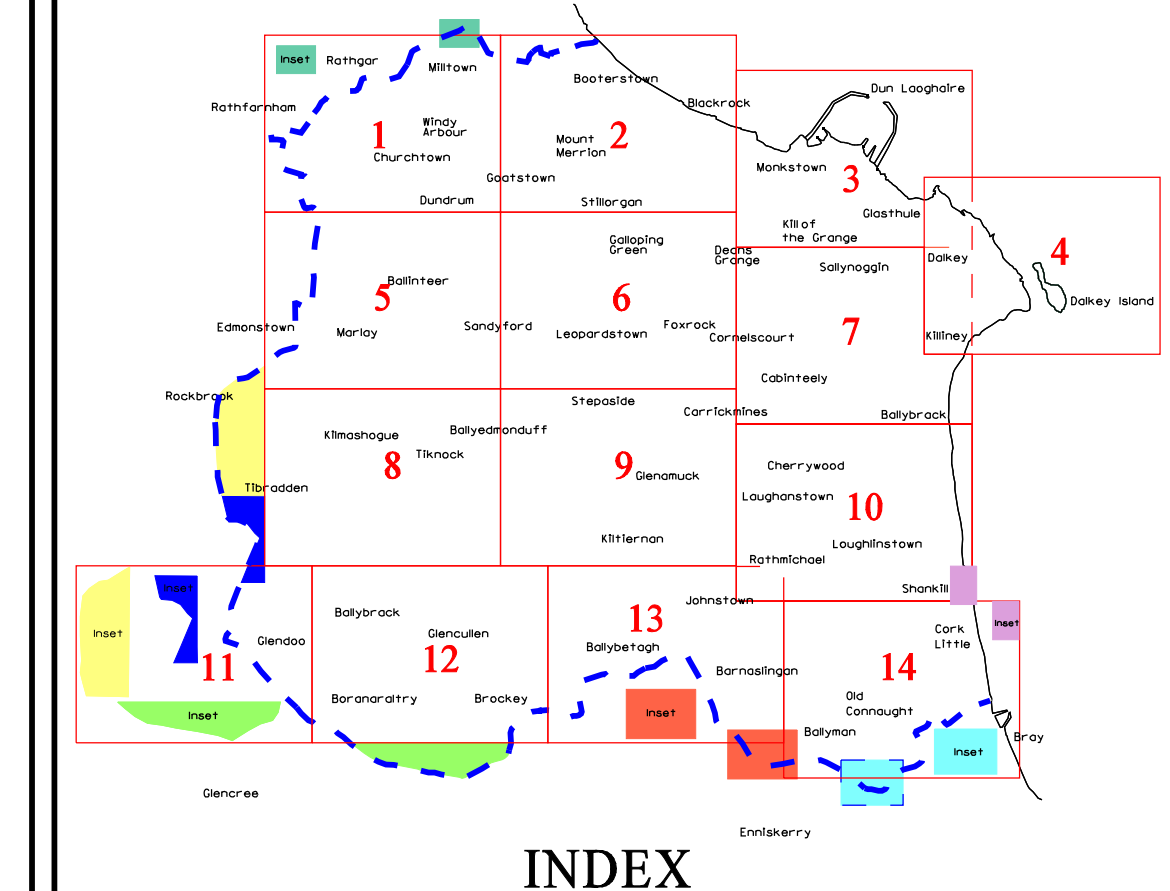 Inset
Rathgar
Milltown
Rathfarnham
Windy
Arbour
1
Churchtown
Dundrum
Goatstown
Booterstown
Mount
Merrion
2
Stillorgan
Blackrock
Dun Laoghaire
Monkstown
3
Glasthule
Kill of
the Grange
4
Dalkey
Dalkey Island
Killiney
Ballinteer
5
Edmonstown
Marlay
Sandyford
Galloping
Green
6
Leopardstown
Foxrock
Deans
Grange
Sallynoggin
7
Cornelscourt
Cabinteely
Carrickmines
Ballybrack
Rockbrook
Kilmashogue
Ballyedmonduff
Tiknock
8
Tibradden
Stepaside
9
Glenamuck
Kiltiernan
Cherrywood
Laughanstown
10
Loughlinstown
Rathmichael
Shankill
Inset
Inset
Glendoo
11
Inset
Glencree
Ballybrack
Glencullen
12
Boranaraltry
Brockey
Johnstown
13
Ballybetagh
Barnaslingan
Inset
Inset
Cork
Little
14
Old
Connaught
Ballyman
Inset
Bray
Enniskerry
INDEX